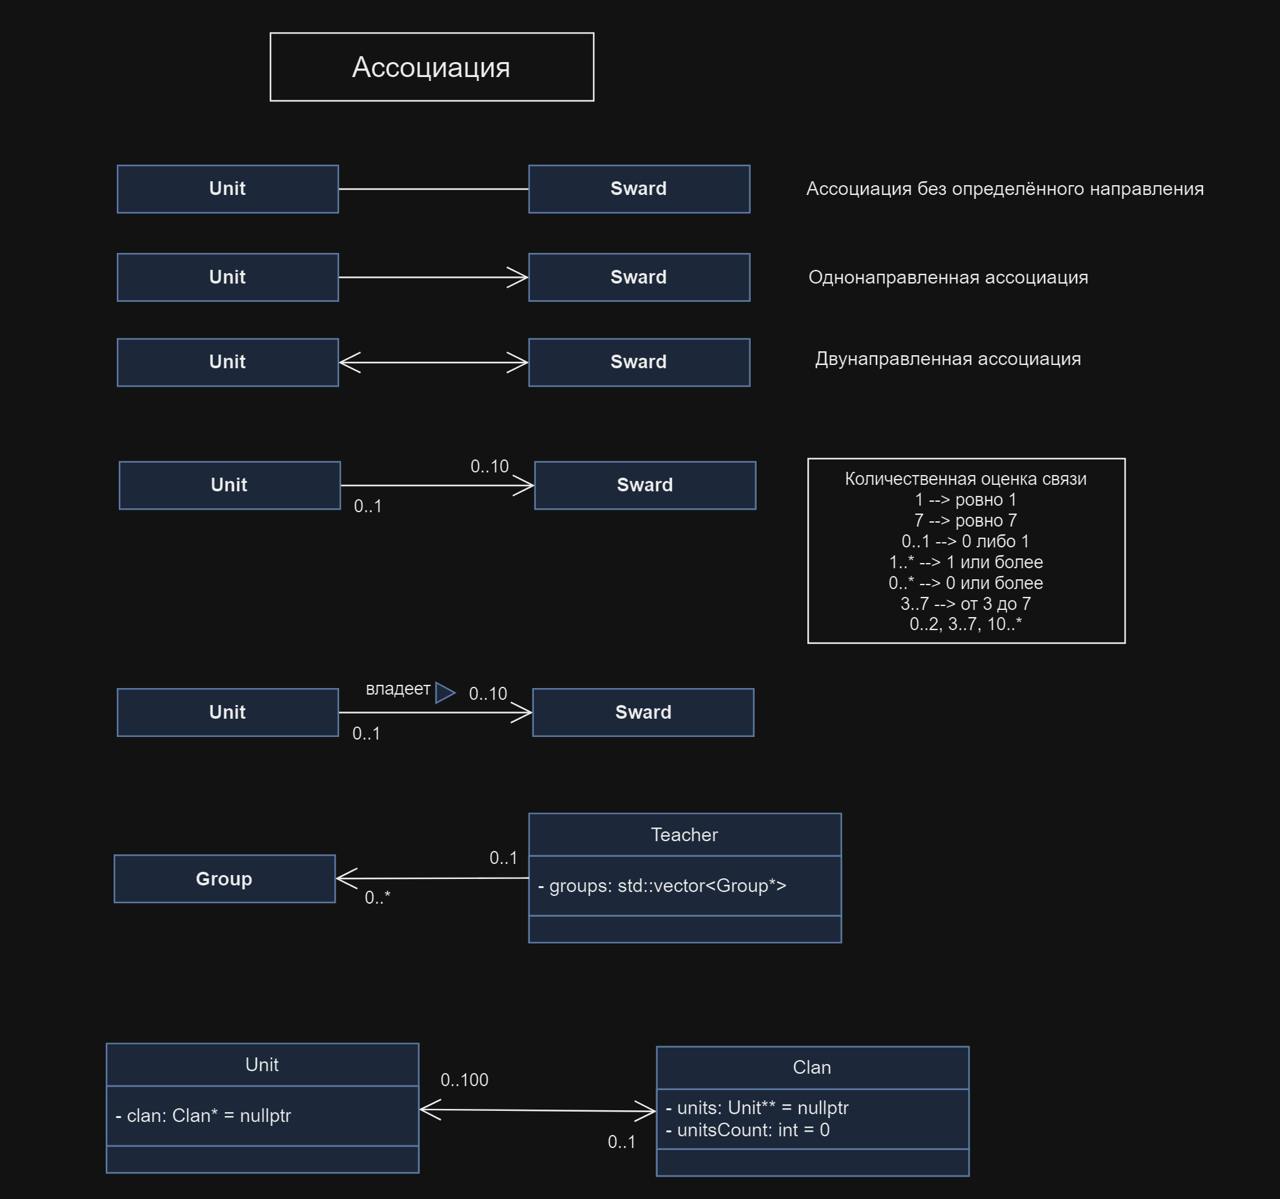 Ассоциация
Unit
Sward
Ассоциация без определённого направления
Unit
Sward
Однонаправленная ассоциация
Unit
Sward
Двунаправленная ассоциация
Unit
0..1
0..10
Sward
Количественная оценка связи
1 --> ровно 1
7 --> ровно 7
0..1 --> 0 либо 1
1..* --> 1 или более
0..* --> 0 или более
3..7 --> от 3 до 7
0..2, 3..7, 10..*
Unit
владеет
0..1
0..10
Sward
Group
0..*
0..1
Teacher
- groups: std::vector<Group*>
Unit
- clan: Clan* = nullptr
0..100
0..1
Clan
- units: Unit** = nullptr
- unitsCount: int = 0